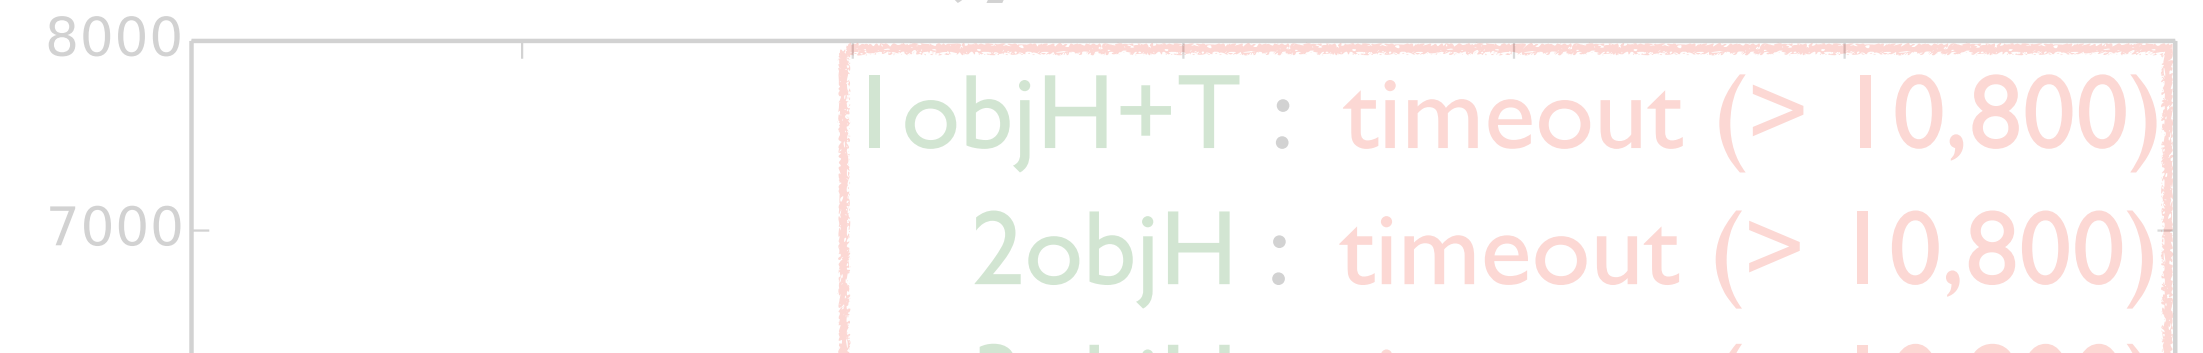 8000
1objH+T : timeout (> 10,800)
7000
2objH : timeout (> 10,800)